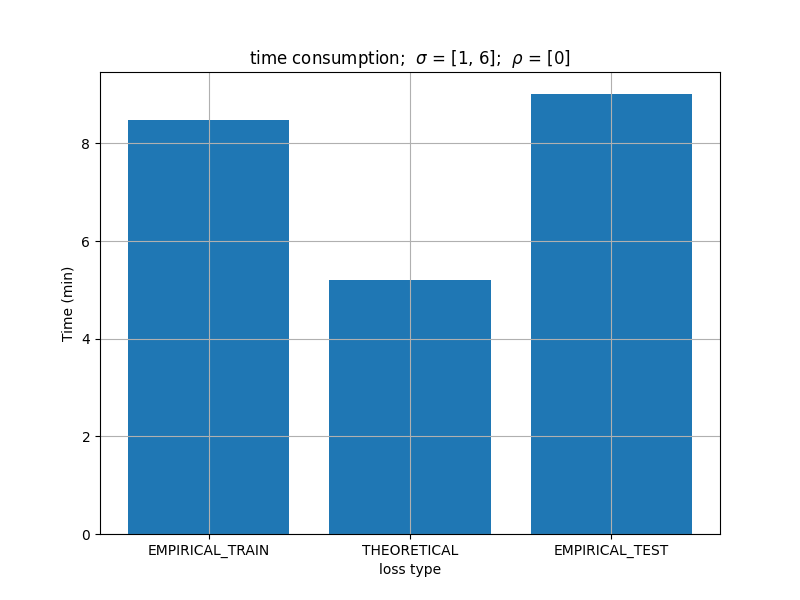 time consumption;  σ = [1, 6];  ρ = [0]
Time (min)
8
6
4
2
0
EMPIRICAL_TRAIN THEORETICAL EMPIRICAL_TEST
loss type